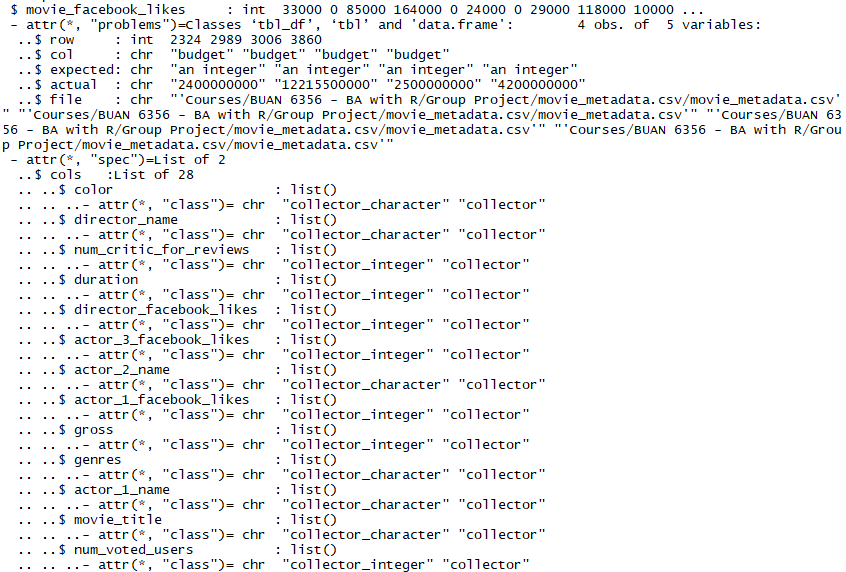 $ movie_facebook_likes     : int  33000 0 85000 164000 0 24000 0 29000 118000 10000 ...
- attr(*, "problems")=Classes ‘tbl_df’, ‘tbl’ and 'data.frame':        4 obs. of  5 variables:
..$ row     : int  2324 2989 3006 3860
..$ col     : chr  "budget" "budget" "budget" "budget"
..$ expected: chr  "an integer" "an integer" "an integer" "an integer"
..$ actual  : chr  "2400000000" "12215500000" "2500000000" "4200000000"
..$ file    : chr  "'Courses/BUAN 6356 - BA with R/Group Project/movie_metadata.csv/movie_metadata.csv'
" "'Courses/BUAN 6356 - BA with R/Group Project/movie_metadata.csv/movie_metadata.csv'" "'Courses/BUAN 63
56 - BA with R/Group Project/movie_metadata.csv/movie_metadata.csv'" "'Courses/BUAN 6356 - BA with R/Grou
p Project/movie_metadata.csv/movie_metadata.csv'"
- attr(*, "spec")=List of 2
..$ cols   :List of 28
.. ..$ color                    : list()
.. .. ..- attr(*, "class")= chr  "collector_character" "collector"
.. ..$ director_name            : list()
.. .. ..- attr(*, "class")= chr  "collector_character" "collector"
.. ..$ num_critic_for_reviews   : list()
.. .. ..- attr(*, "class")= chr  "collector_integer" "collector"
.. ..$ duration                 : list()
.. .. ..- attr(*, "class")= chr  "collector_integer" "collector"
.. ..$ director_facebook_likes  : list()
.. .. ..- attr(*, "class")= chr  "collector_integer" "collector"
.. ..$ actor_3_facebook_likes   : list()
.. .. ..- attr(*, "class")= chr  "collector_integer" "collector"
.. ..$ actor_2_name             : list()
.. .. ..- attr(*, "class")= chr  "collector_character" "collector"
.. ..$ actor_1_facebook_likes   : list()
.. .. ..- attr(*, "class")= chr  "collector_integer" "collector"
.. ..$ gross                    : list()
.. .. ..- attr(*, "class")= chr  "collector_integer" "collector"
.. ..$ genres                   : list()
.. .. ..- attr(*, "class")= chr  "collector_character" "collector"
.. ..$ actor_1_name             : list()
.. .. ..- attr(*, "class")= chr  "collector_character" "collector"
.. ..$ movie_title              : list()
.. .. ..- attr(*, "class")= chr  "collector_character" "collector"
.. ..$ num_voted_users          : list()
.. .. ..- attr(*, "class")= chr  "collector_integer" "collector"